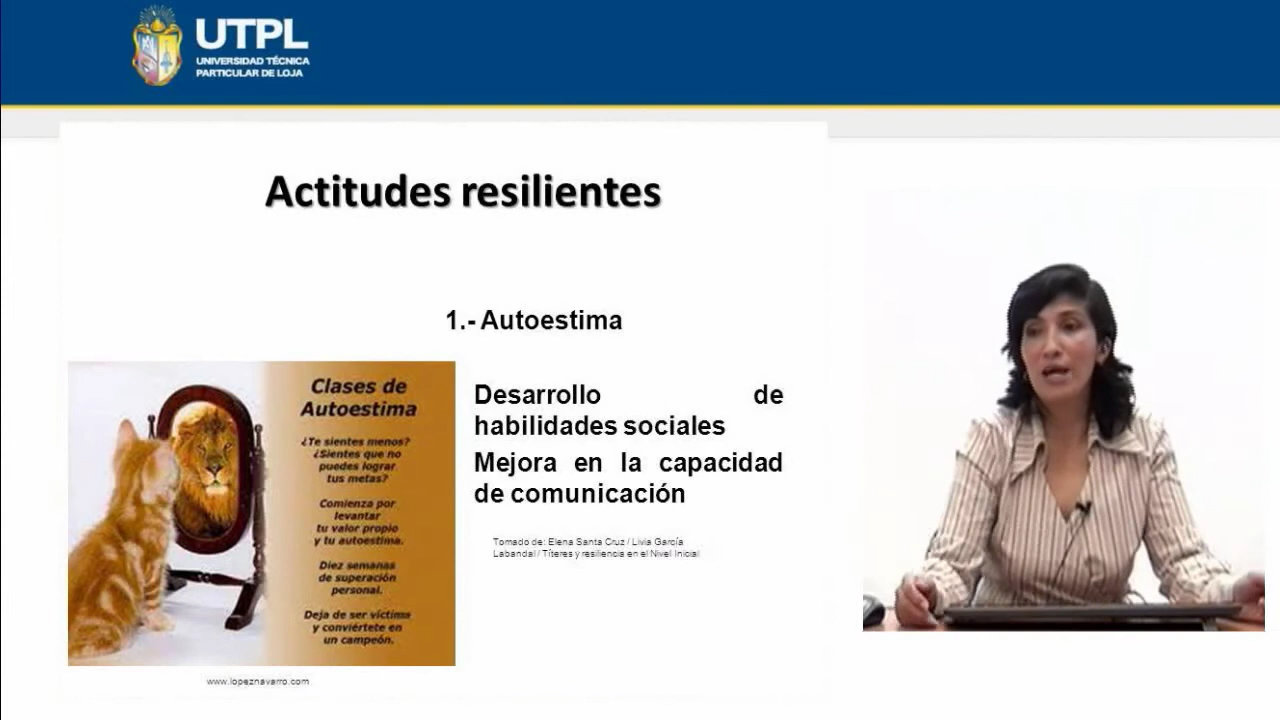 UTPL
UNIVERSIDAD TÉCNICA
PARTICULAR DE LOJA
Actitudes resilientes
1.- Autoestima
Clases de
Autoestima
¿Te sientes menos?
¿Sientes que no
puedes lograr
tus metas?
Comienza por
levantar
tu valor propio
y tu autoestima.
Diez semanas
de superación
personal.
Deja de ser víctima
y conviértete en
un campeón.
www.lopeznavarro.com
Desarrollo de
habilidades sociales
Mejora en la capacidad
de comunicación
Tomado de: Elena Santa Cruz / Livia García
Labandal / Títeres y resiliencia en el Nivel Inicial